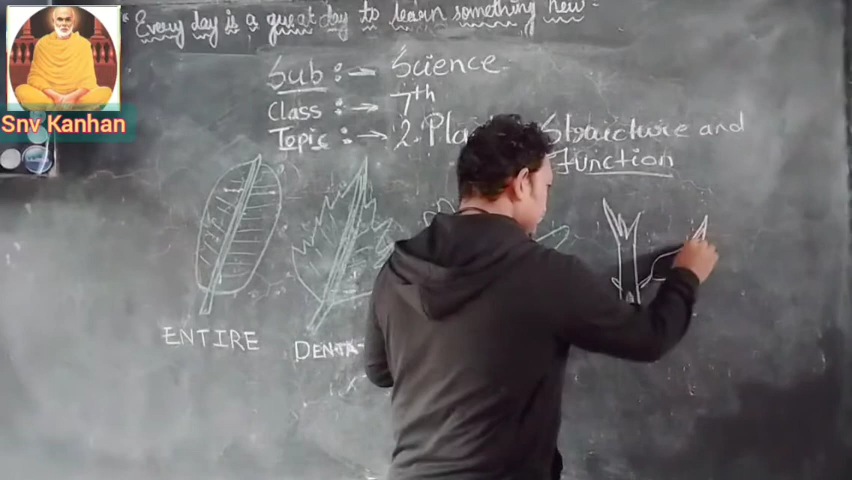 * Every day is a great day to learn something new.
Snv Kanhan
Sub :- Science
Class :→ 7th
Topic :→ 2. Structure and
Function
ENTIRE